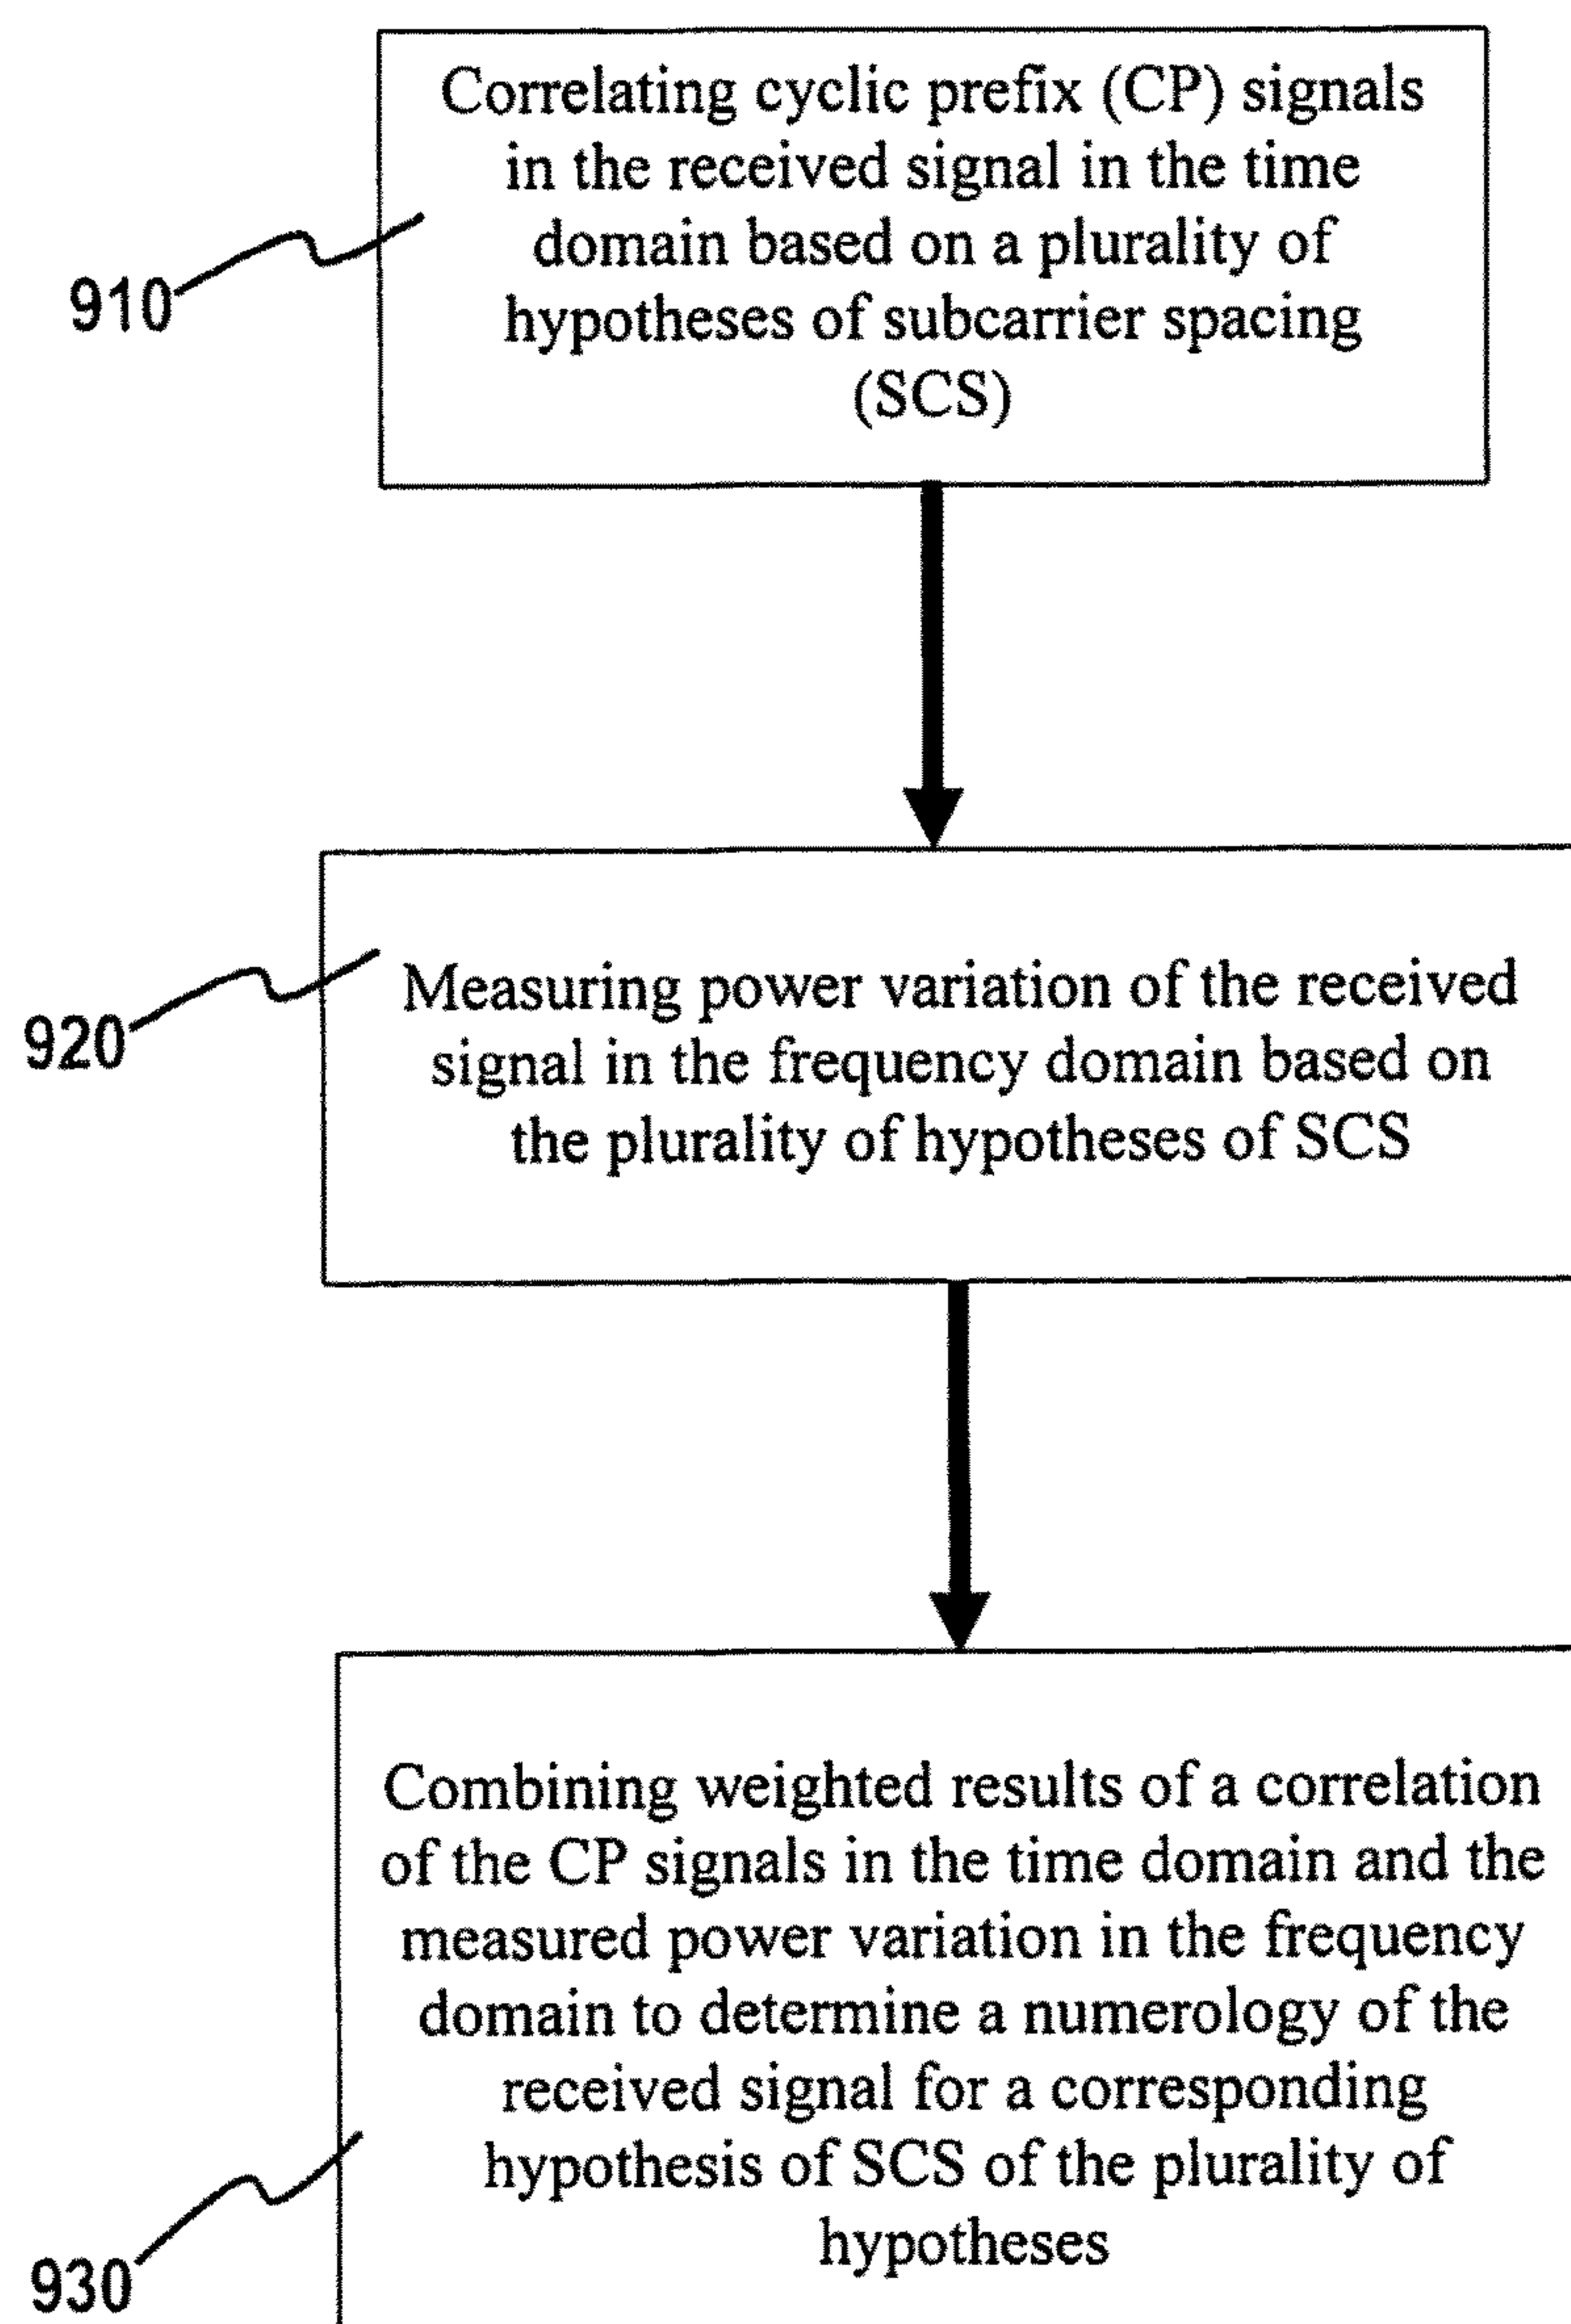 Correlating cyclic prefix (CP) signals
in the received signal in the time
domain based on a plurality of
hypotheses of subcarrier spacing
(SCS)
910
Measuring power variation of the received
signal in the frequency domain based on
the plurality of hypotheses of SCS
920
Combining weighted results of a correlation
of the CP signals in the time domain and the
measured power variation in the frequency
domain to determine a numerology of the
received signal for a corresponding
hypothesis of SCS of the plurality of
hypotheses
930